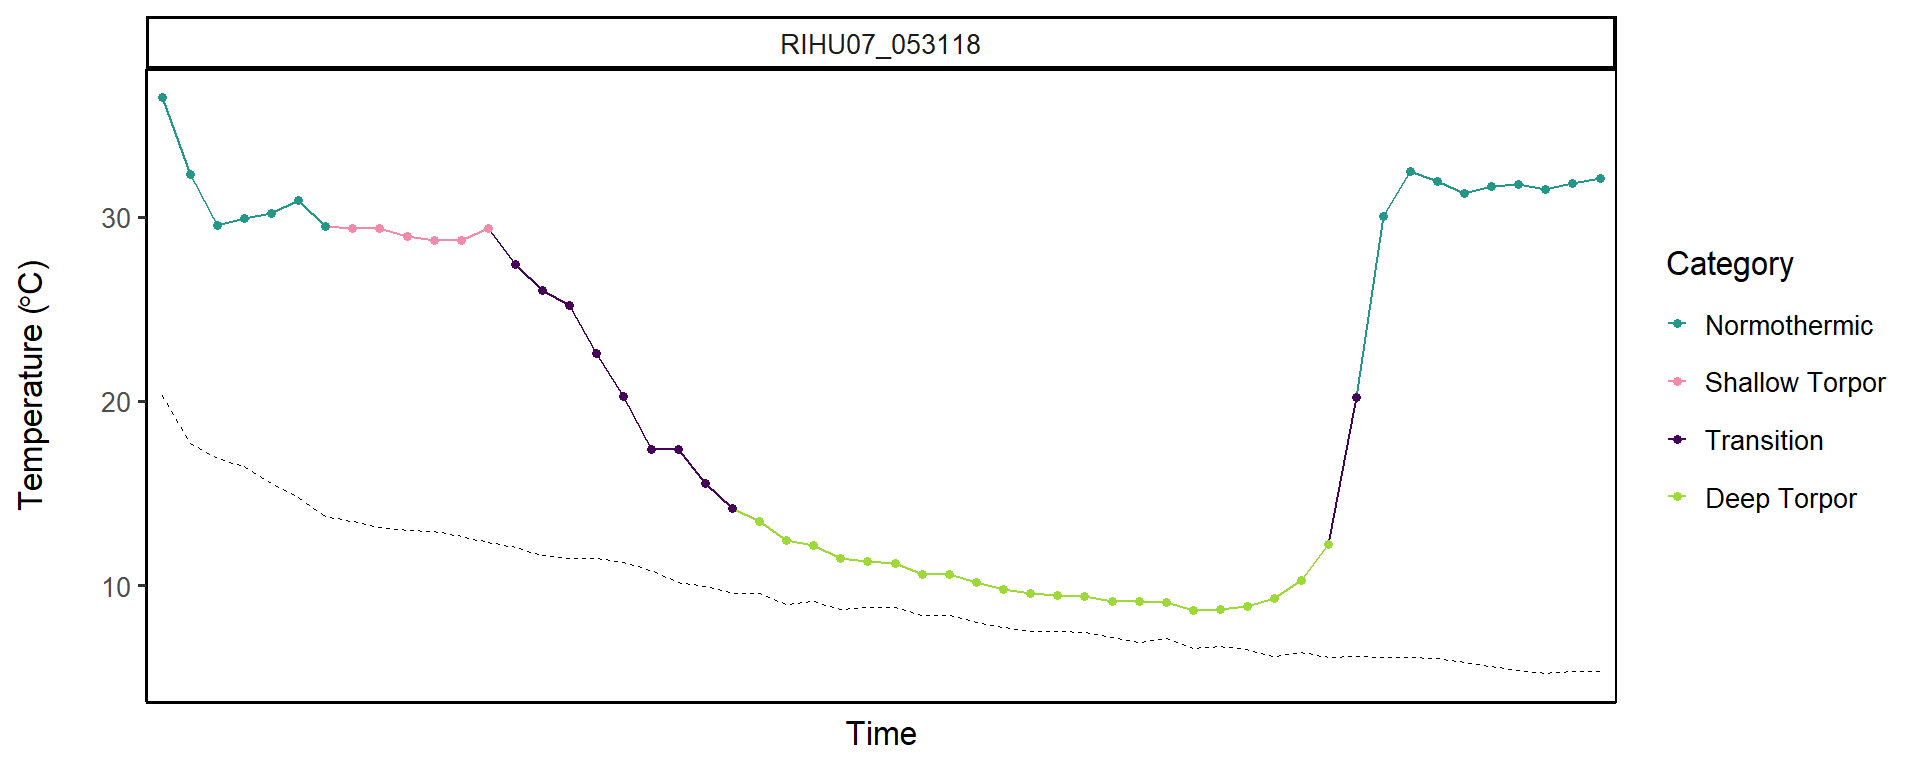 RIHU07_053118
30
20
10
Temperature (°C)
Time
Category
Normothermic
Shallow Torpor
Transition
Deep Torpor